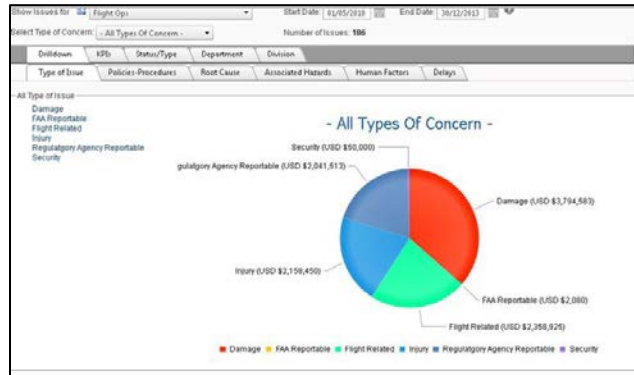 Show Issues for Flight Ops Start Date: 01/05/2010 End Date: 30/12/2013
Select Type of Concern: - All Types Of Concern - Number of Issues: 186
Drilldown KPIs Status/Type Department Division
Type of Issue Policies-Procedures Root Cause Associated Hazards Human Factors Delays
All Type of Issue
Damage
FAA Reportable
Flight Related
Injury
Regulatgory Agency Reportable
Security
- All Types Of Concern -
Security (USD $50,000)
gulatgory Agency Reportable (USD $2,041,513)
Damage (USD $3,794,583)
Injury (USD $2,158,450)
FAA Reportable (USD $2,080)
Flight Related (USD $2,358,925)
Damage FAA Reportable Flight Related Injury Regulatgory Agency Reportable Security